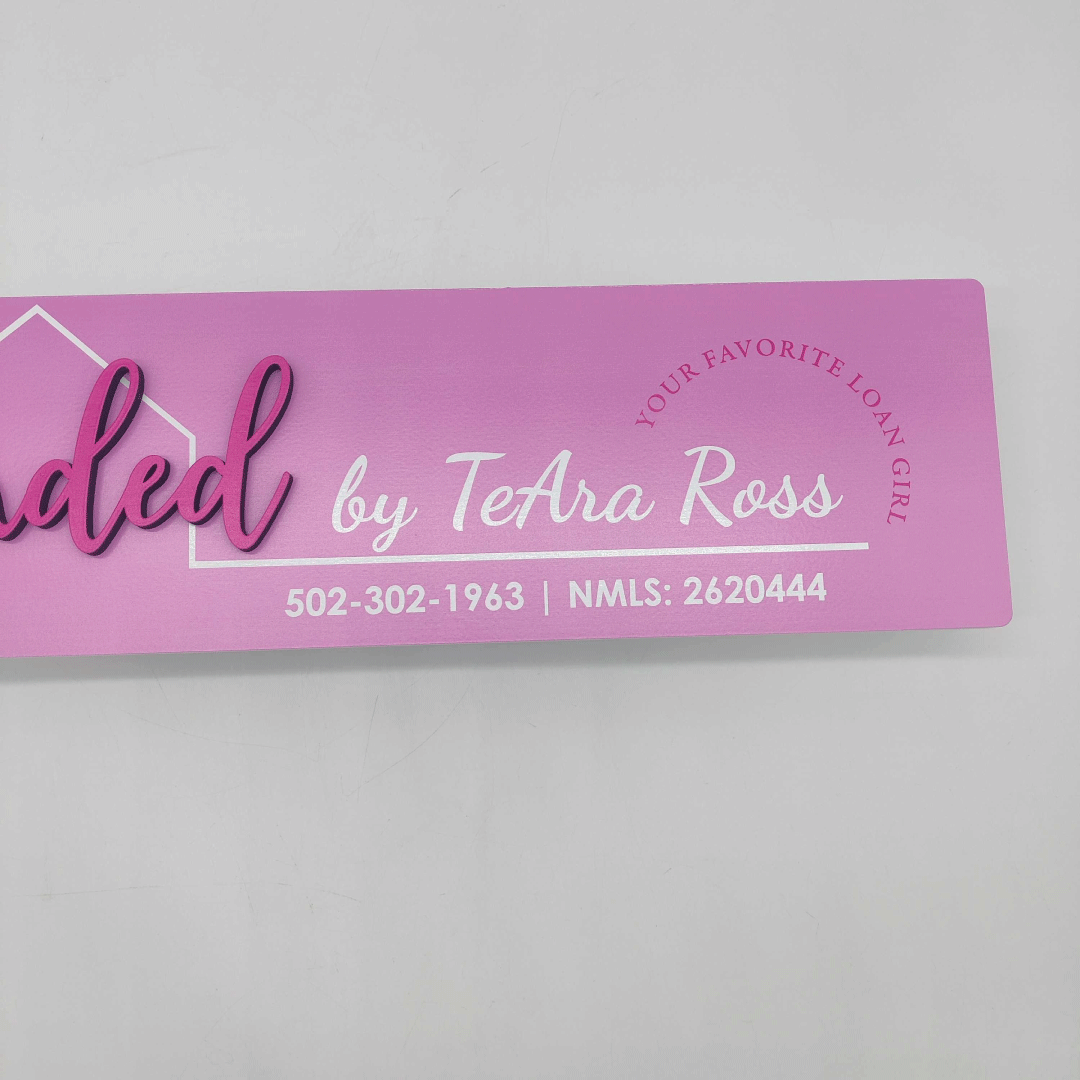 YOUR FAVORITE LOAN GIRL
by TeAra Ross
502-302-1963 | NMLS: 2620444